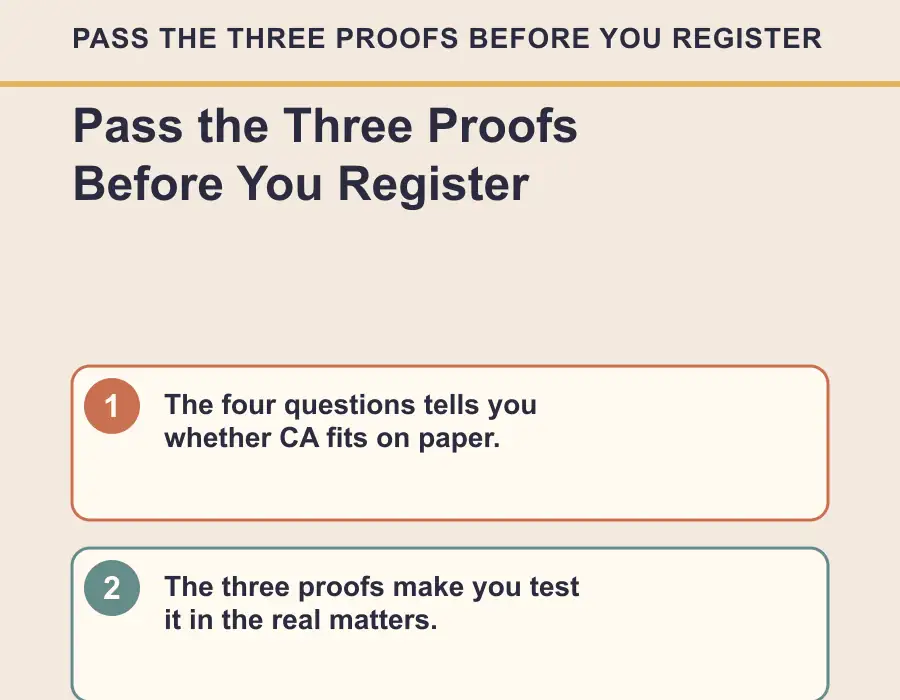 PASS THE THREE PROOFS BEFORE YOU REGISTER
Pass the Three Proofs
Before You Register
1
The four questions tells you
whether CA fits on paper.
2
The three proofs make you test
it in the real matters.